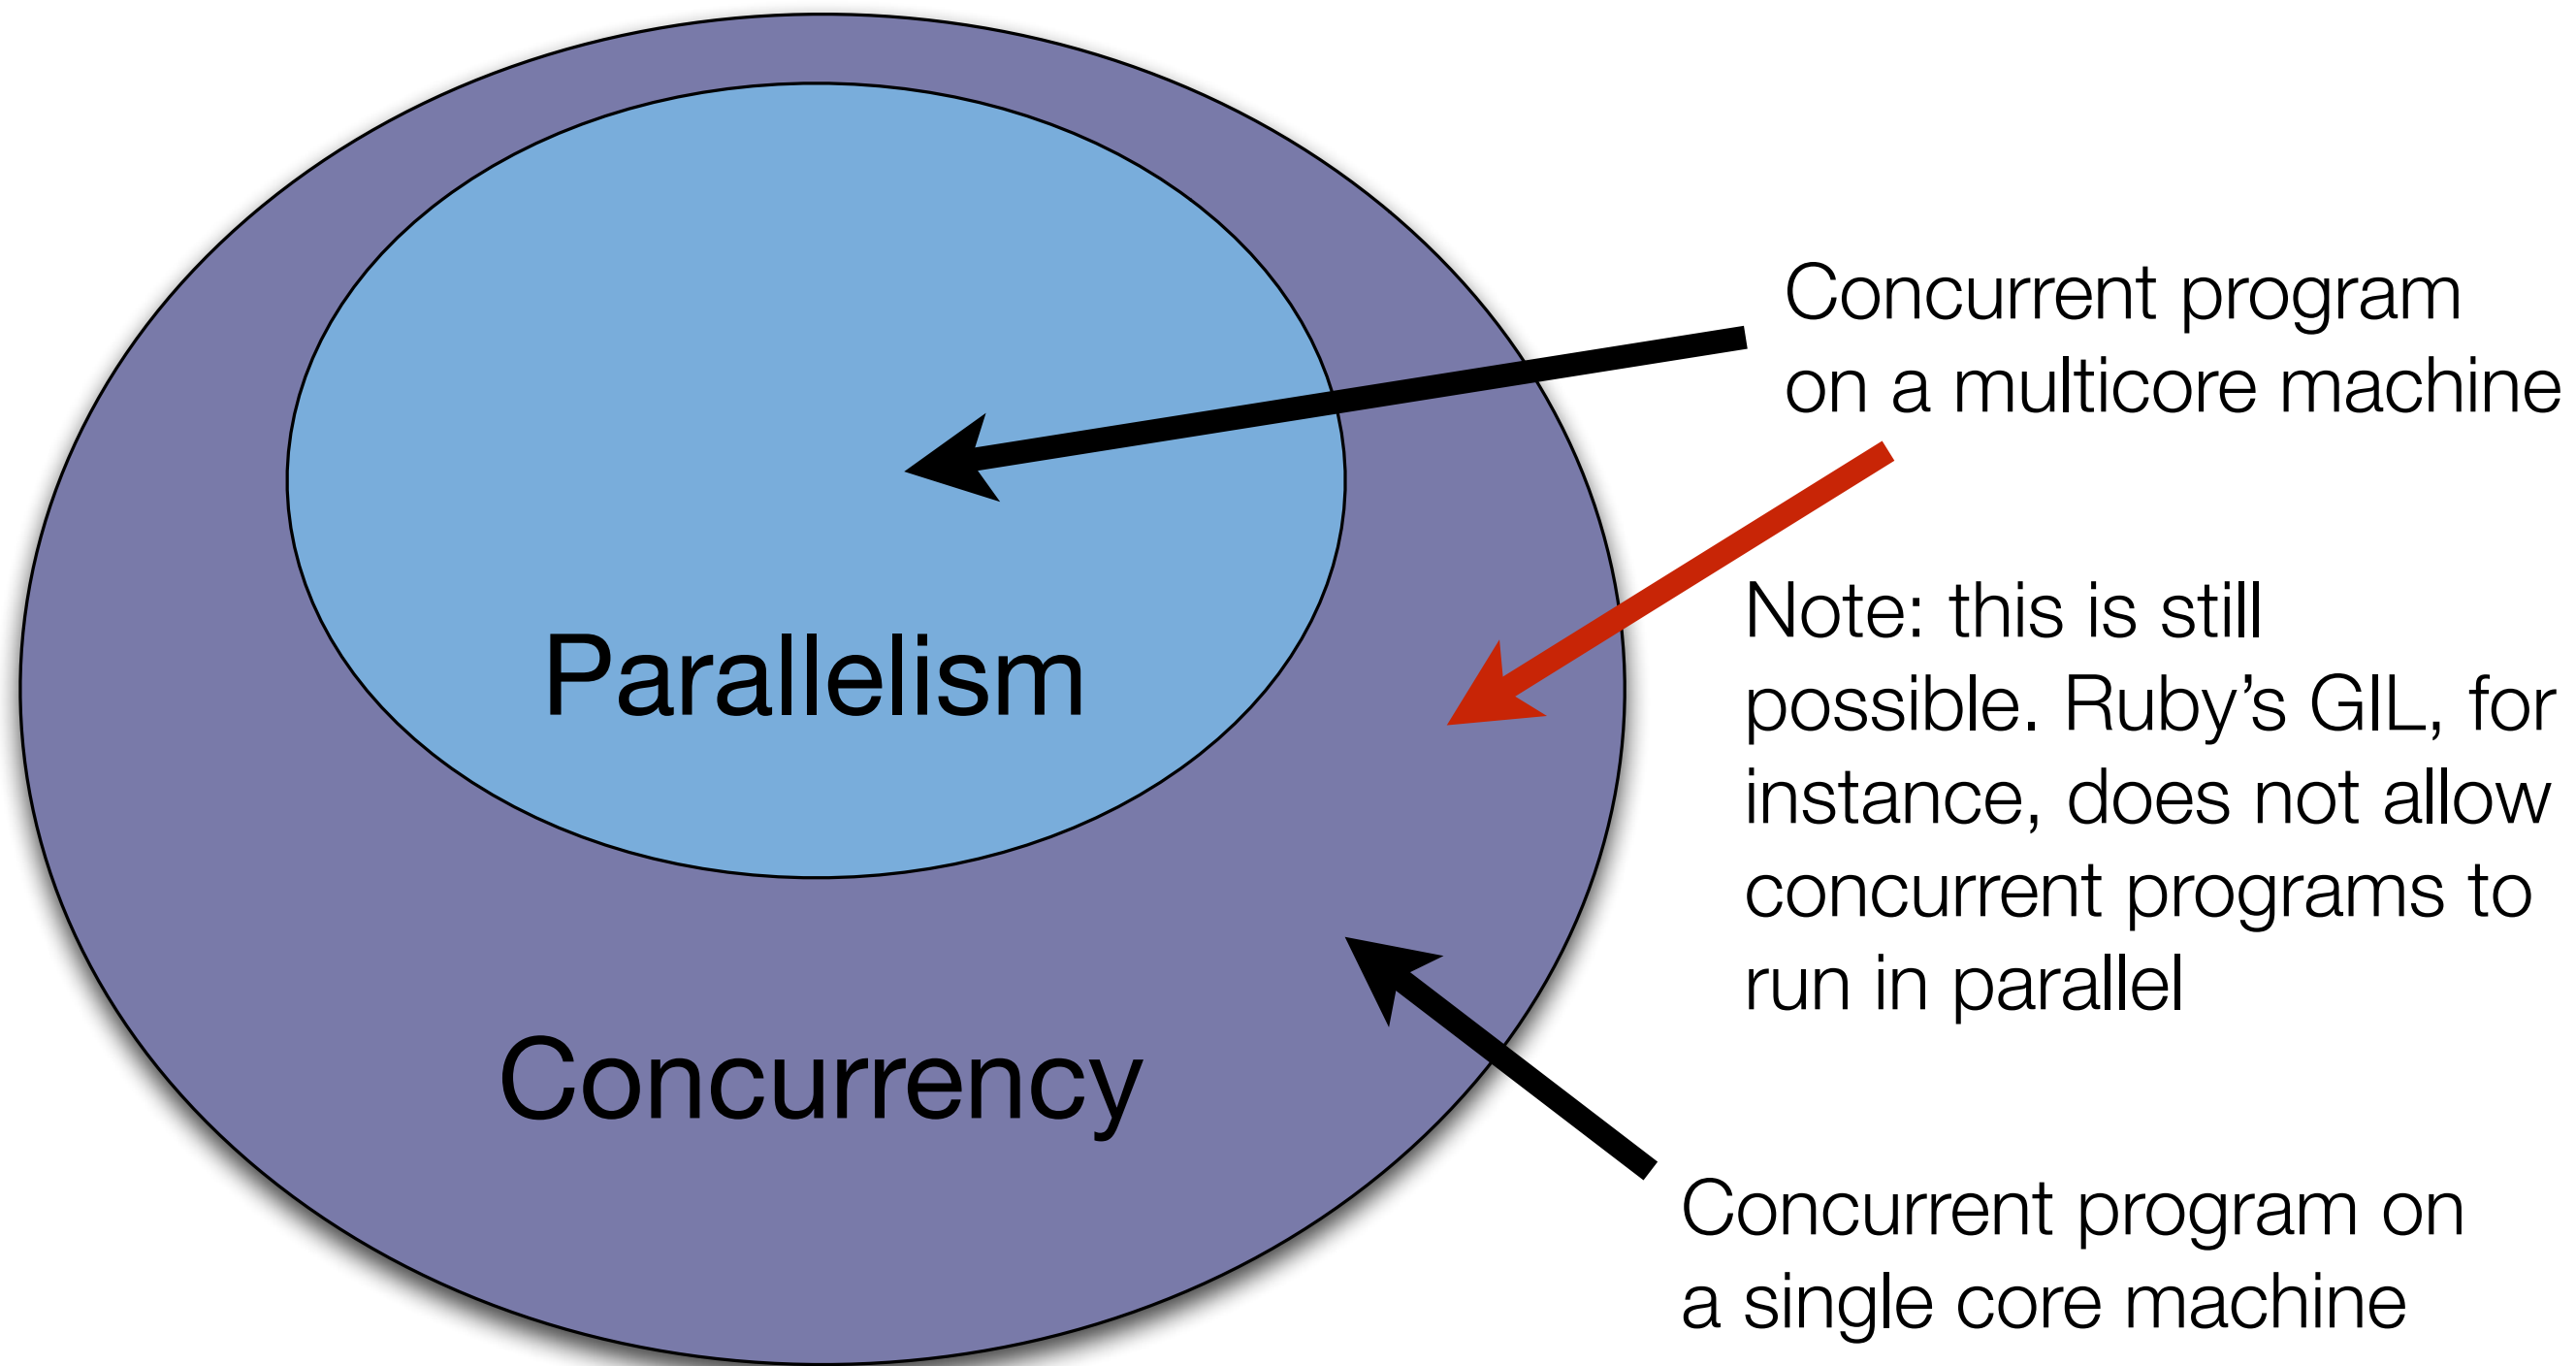 Concurrent program
on a multicore machine
Parallelism
Note: this is still
possible. Ruby’s GIL, for
instance, does not allow
concurrent programs to
run in parallel
Concurrency
Concurrent program on
a single core machine